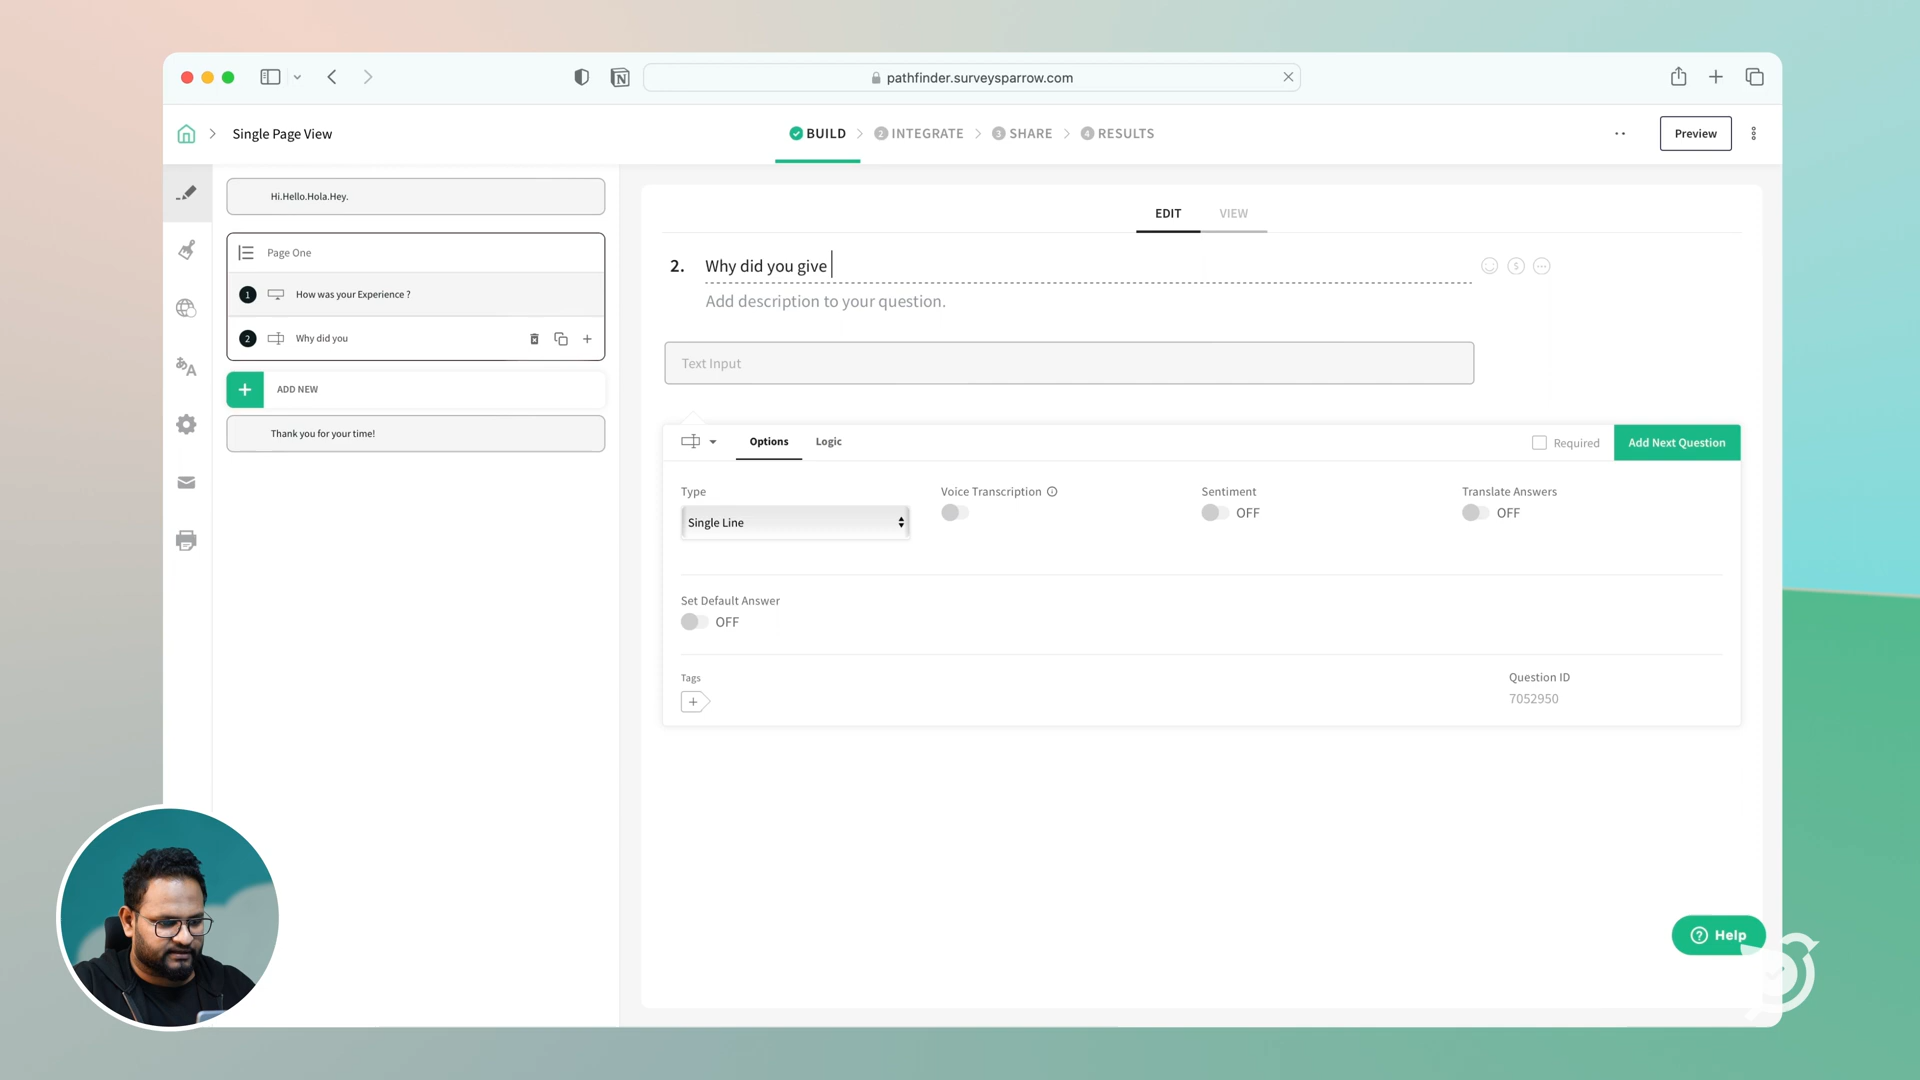 pathfinder.surveysparrow.com
Single Page View
BUILD
2 INTEGRATE
3 SHARE
4 RESULTS
Preview
Hi.Hello.Hola.Hey.
Page One
1 How was your Experience ?
2 Why did you
ADD NEW
Thank you for your time!
EDIT
VIEW
2. Why did you give
Add description to your question.
Text Input
Options
Logic
Required
Add Next Question
Type
Single Line
Voice Transcription
Sentiment
OFF
Translate Answers
OFF
Set Default Answer
OFF
Tags
Question ID
7052950
Help